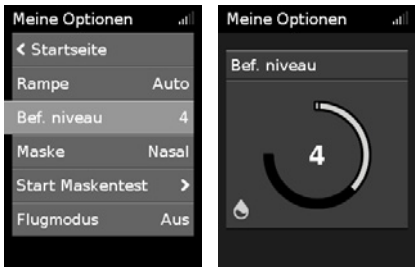 Meine Optionen
Startseite
Rampe Auto
Bef. niveau 4
Maske Nasal
Start Maskentest
Flugmodus Aus
Meine Optionen
Bef. niveau
4